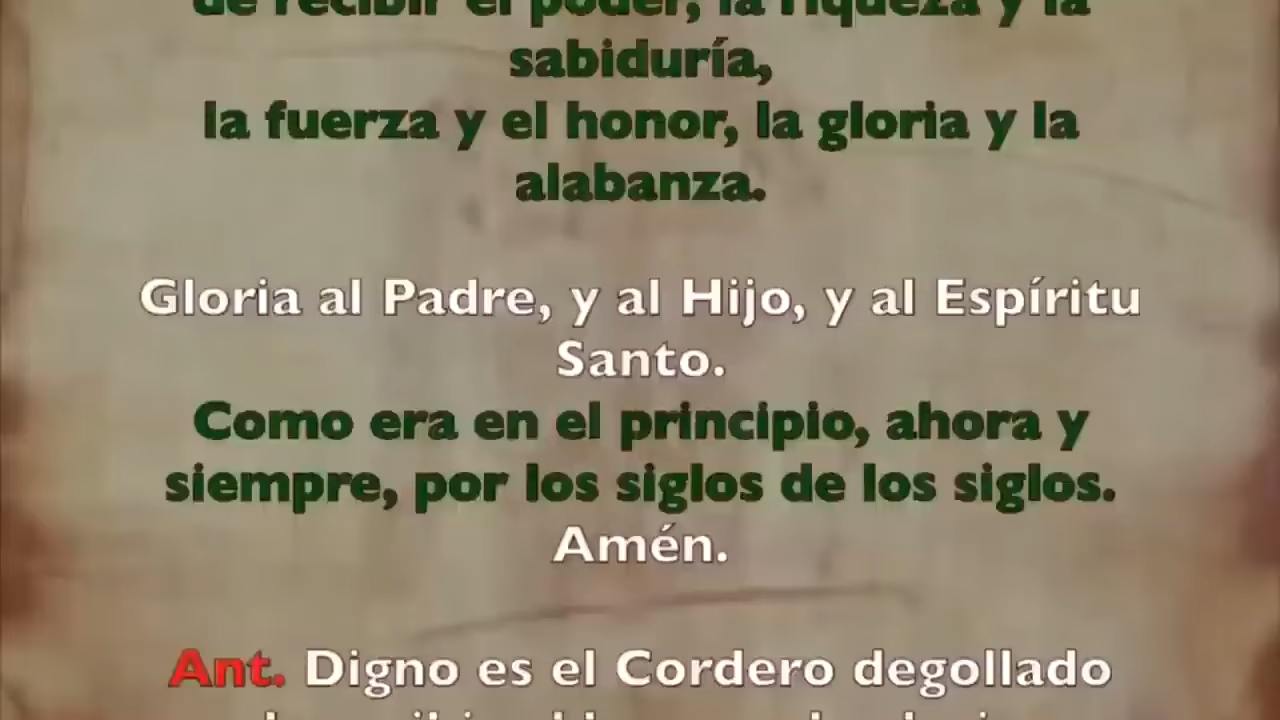 de recibir el poder, la riqueza y la
sabiduría,
la fuerza y el honor, la gloria y la
alabanza.
Gloria al Padre, y al Hijo, y al Espíritu
Santo.
Como era en el principio, ahora y
siempre, por los siglos de los siglos.
Amén.
Ant. Digno es el Cordero degollado